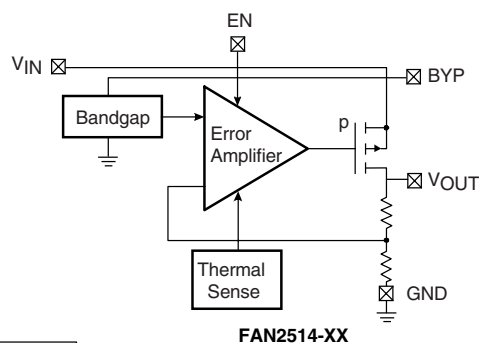 EN
VIN
BYP
Bandgap
p
Error
Amplifier
VOUT
Thermal
Sense
GND
FAN2514-XX